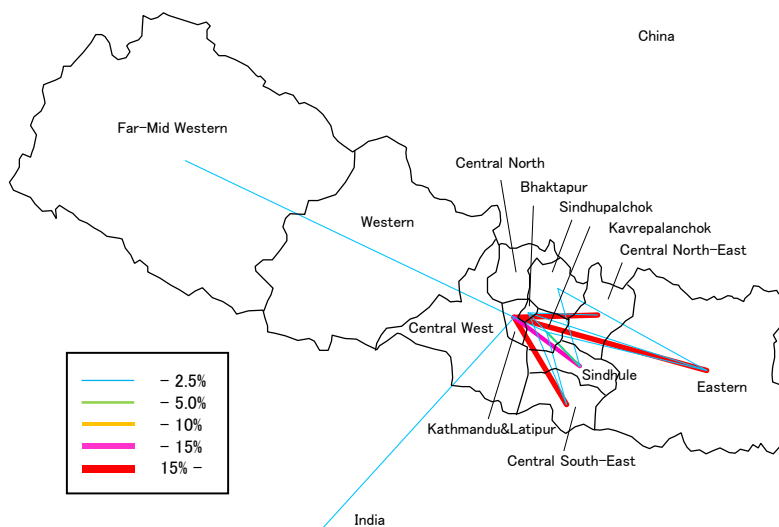 China
Far-Mid Western
Central North
Bhaktapur
Sindhupalchok
Western
Kavrepalanchok
Central North-East
Central West
Sindhule
Eastern
Kathmandu&Latipur
Central South-East
India
- 2.5%
- 5.0%
- 10%
- 15%
15% -